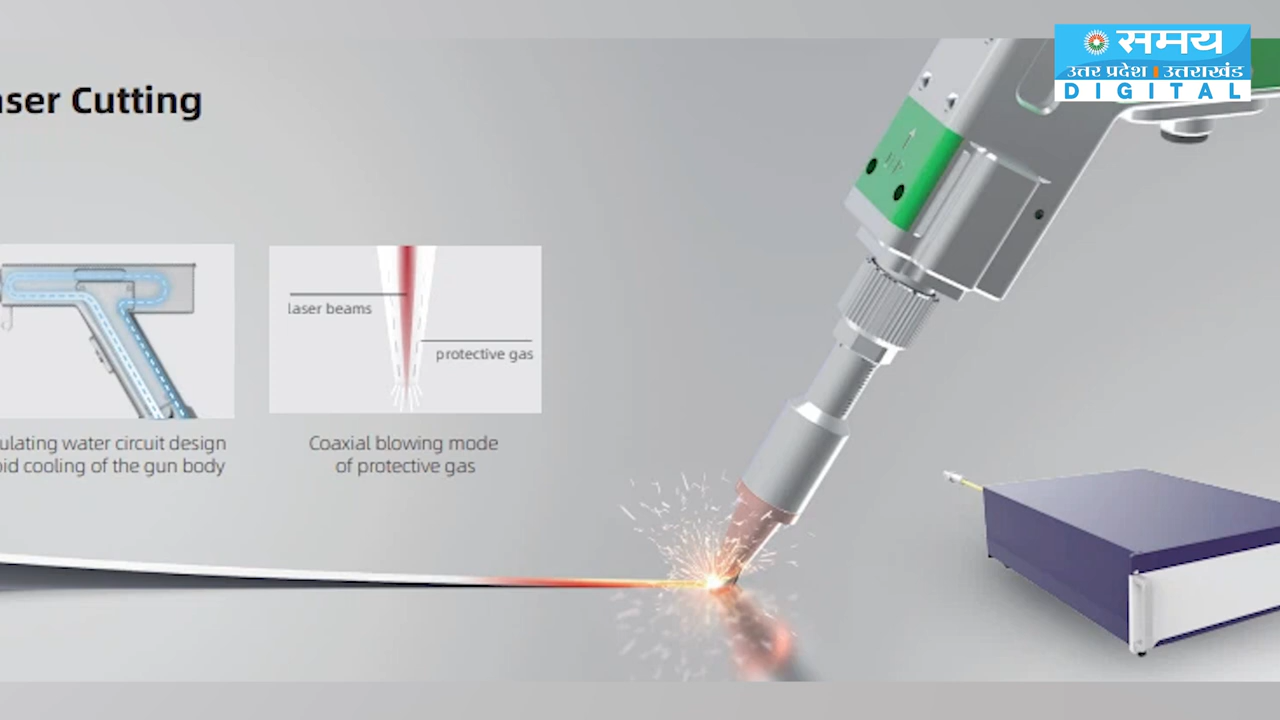 समय
उत्तर प्रदेश उत्तराखंड
DIGITAL
aser Cutting
laser beams
protective gas
ulating water circuit design
oid cooling of the gun body
Coaxial blowing mode
of protective gas